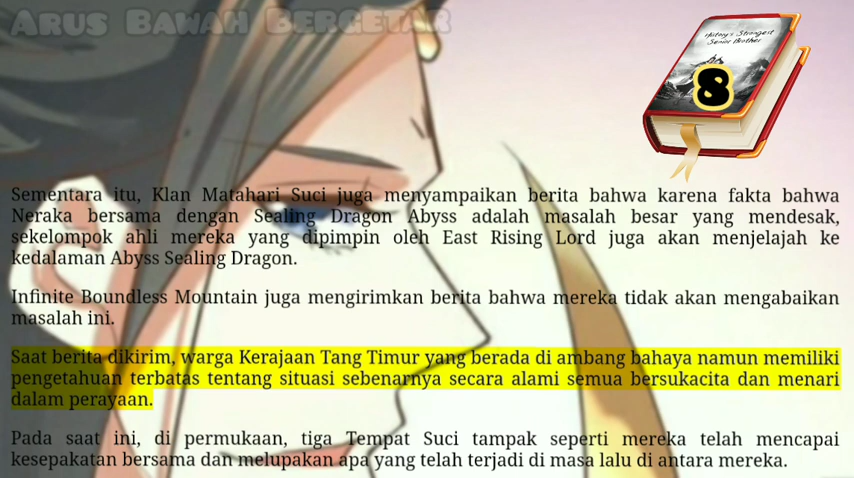 Arus Bawah Bergetar
History's Strongest
Senior Brother
8
Sementara itu, Klan Matahari Suci juga menyampaikan berita bahwa karena fakta bahwa
Neraka bersama dengan Sealing Dragon Abyss adalah masalah besar yang mendesak,
sekelompok ahli mereka yang dipimpin oleh East Rising Lord juga akan menjelajah ke
kedalaman Abyss Sealing Dragon.
Infinite Boundless Mountain juga mengirimkan berita bahwa mereka tidak akan mengabaikan
masalah ini.
Saat berita dikirim, warga Kerajaan Tang Timur yang berada di ambang bahaya namun memiliki
pengetahuan terbatas tentang situasi sebenarnya secara alami semua bersukacita dan menari
dalam perayaan.
Pada saat ini, di permukaan, tiga Tempat Suci tampak seperti mereka telah mencapai
kesepakatan bersama dan melupakan apa yang telah terjadi di masa lalu di antara mereka.